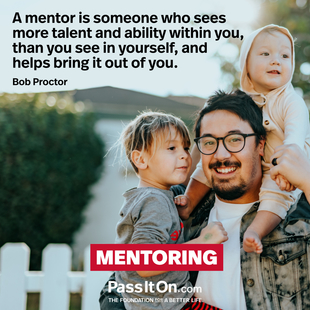 A mentor is someone who sees
more talent and ability within you,
than you see in yourself, and
helps bring it out of you.
Bob Proctor
MENTORING
PassItOn.com
THE FOUNDATION FOR A BETTER LIFE